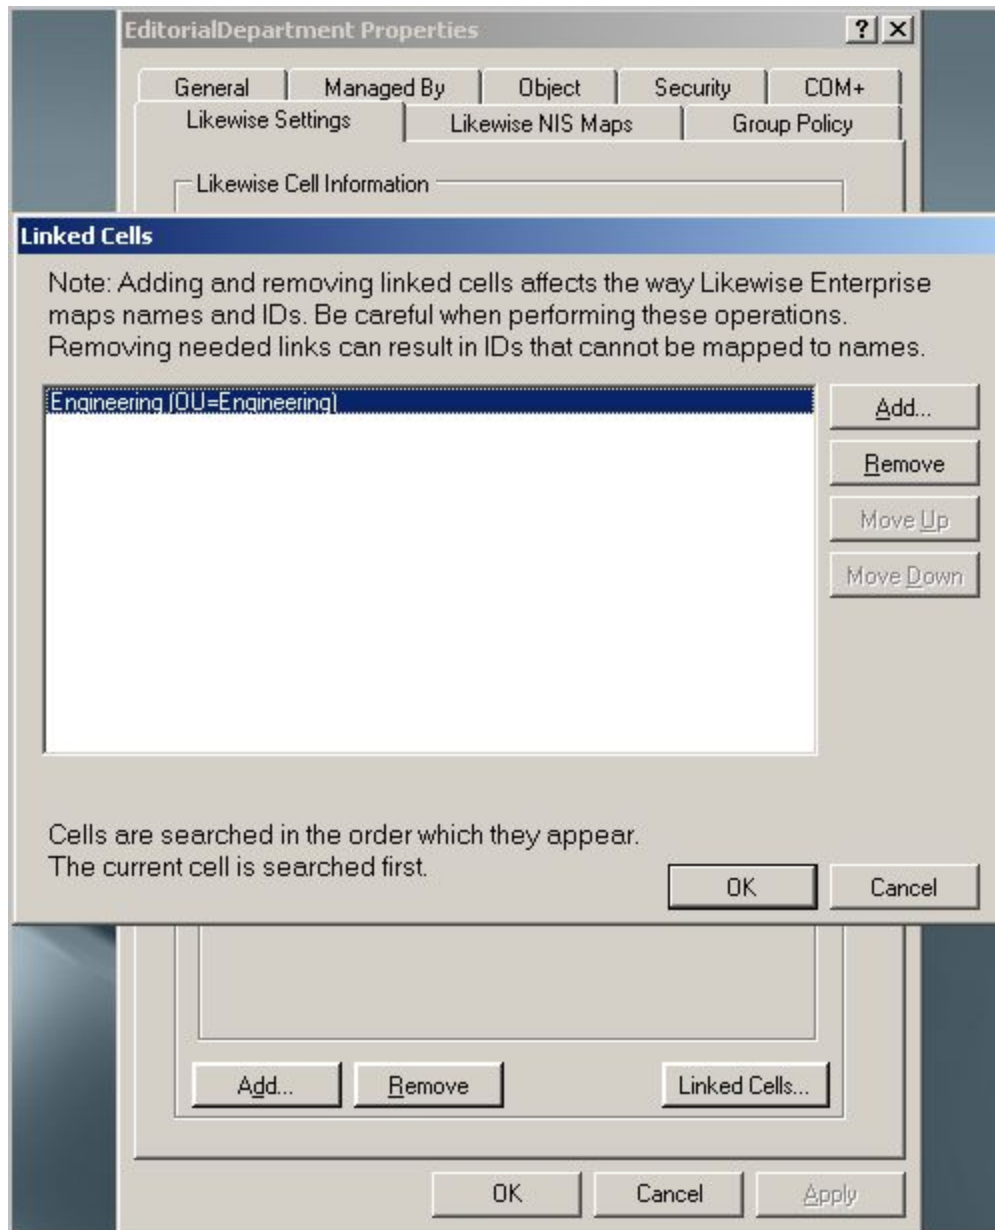 EditorialDepartment Properties
? X
General Managed By Object Security COM+
Likewise Settings Likewise NIS Maps Group Policy
Likewise Cell Information
Linked Cells
Note: Adding and removing linked cells affects the way Likewise Enterprise
maps names and IDs. Be careful when performing these operations.
Removing needed links can result in IDs that cannot be mapped to names.
Engineering (OU=Engineering)
Add...
Remove
Move Up
Move Down
Cells are searched in the order which they appear.
The current cell is searched first.
OK Cancel
Add... Remove Linked Cells...
OK Cancel Apply